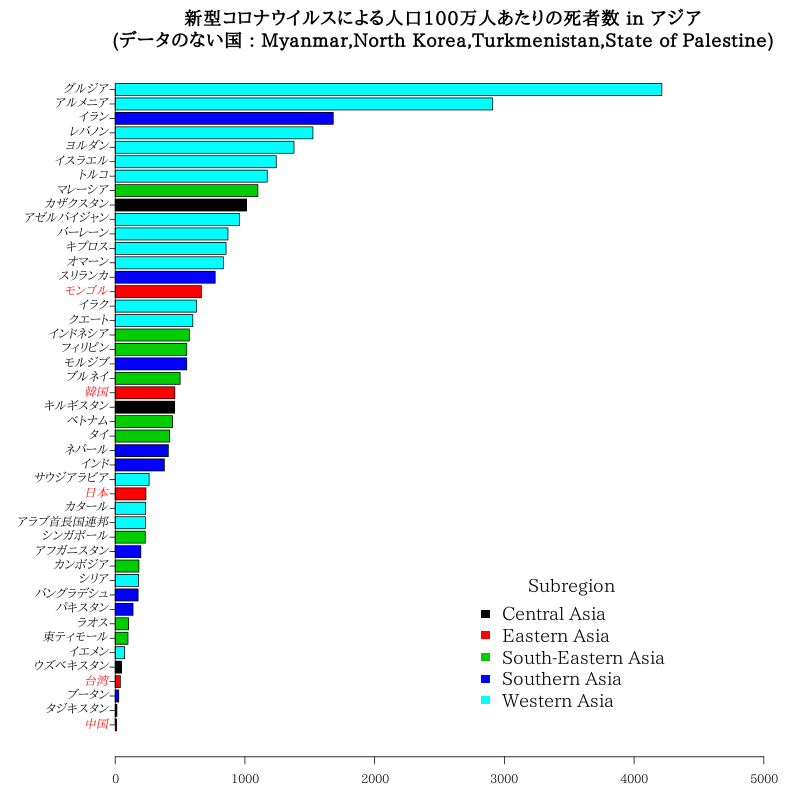 新型コロナウイルスによる人口100万人あたりの死者数 in アジア
(データのない国：Myanmar,North Korea,Turkmenistan,State of Palestine)
グルジア
アルメニア
イラン
レバノン
ヨルダン
イスラエル
トルコ
マレーシア
カザクスタン
アゼルバイジャン
バーレーン
キプロス
オマーン
スリランカ
モンゴル
イラク
クエート
インドネシア
フィリピン
モルジブ
ブルネイ
韓国
キルギスタン
ベトナム
タイ
ネパール
インド
サウジアラビア
日本
カタール
アラブ首長国連邦
シンガポール
アフガニスタン
カンボジア
シリア
バングラデシュ
パキスタン
ラオス
東ティモール
イエメン
ウズベキスタン
台湾
ブータン
タジキスタン
中国
Subregion
Central Asia
Eastern Asia
South-Eastern Asia
Southern Asia
Western Asia
0 1000 2000 3000 4000 5000